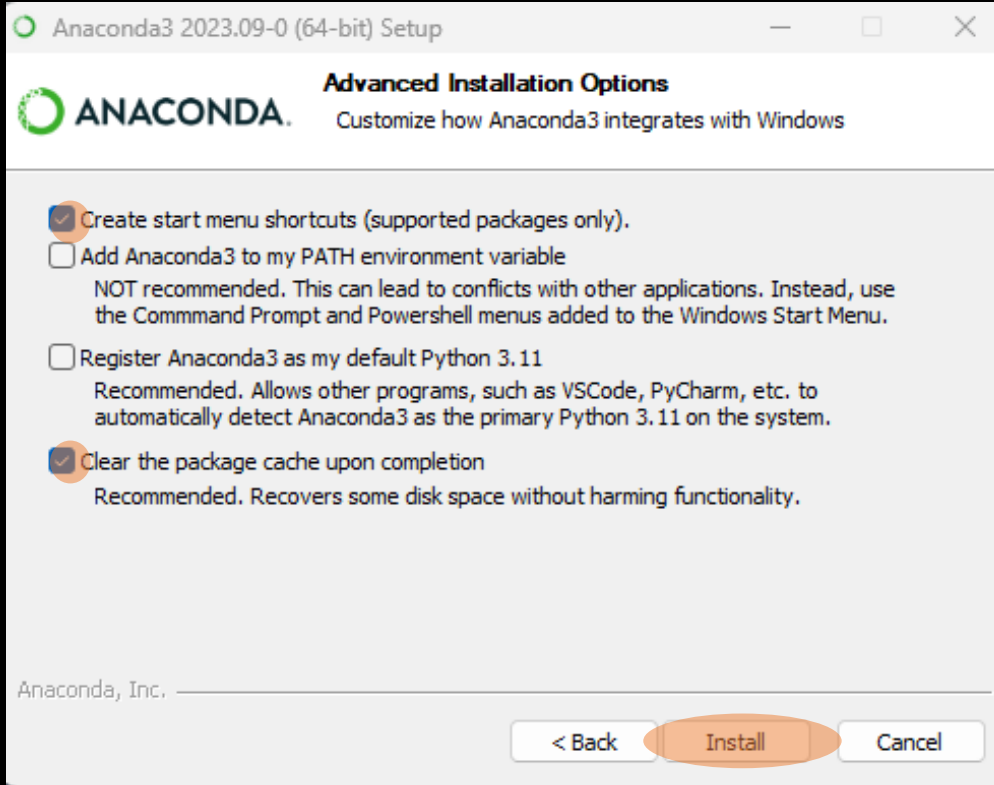 Anaconda3 2023.09-0 (64-bit) Setup
ANACONDA.
Advanced Installation Options
Customize how Anaconda3 integrates with Windows
Create start menu shortcuts (supported packages only).
Add Anaconda3 to my PATH environment variable
NOT recommended. This can lead to conflicts with other applications. Instead, use
the Commmand Prompt and Powershell menus added to the Windows Start Menu.
Register Anaconda3 as my default Python 3.11
Recommended. Allows other programs, such as VSCode, PyCharm, etc. to
automatically detect Anaconda3 as the primary Python 3.11 on the system.
Clear the package cache upon completion
Recommended. Recovers some disk space without harming functionality.
Anaconda, Inc.
< Back Install Cancel